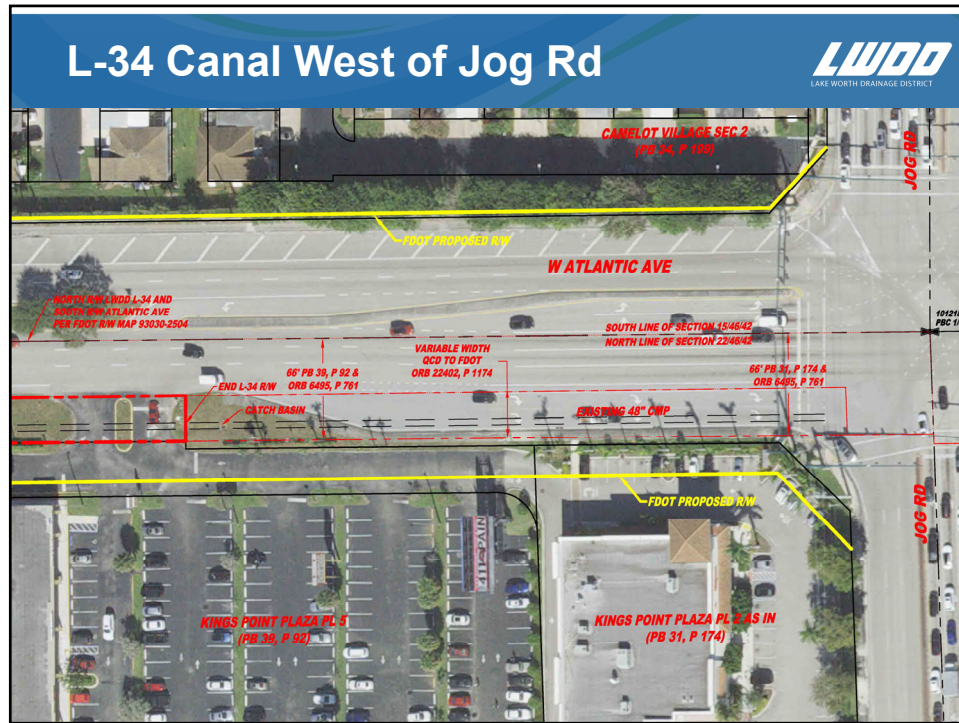 L-34 Canal West of Jog Rd
LWDD
LAKE WORTH DRAINAGE DISTRICT
CAMELOT VILLAGE SEC 2
(PB 34, P 199)
JOG RD
FDOT PROPOSED R/W
W ATLANTIC AVE
NORTH R/W LWDD L-34 AND
SOUTH R/W ATLANTIC AVE
PER FDOT R/W MAP 93030-2504
SOUTH LINE OF SECTION 15/46/42
NORTH LINE OF SECTION 22/46/42
PBC 1/
VARIABLE WIDTH
QCD TO FDOT
ORB 22402, P 1174
66' PB 39, P 92 &
ORB 6495, P 761
66' PB 31, P 174 &
ORB 6495, P 761
END L-34 R/W
CATCH BASIN
EXISTING 48" CMP
FDOT PROPOSED R/W
JOG RD
411 PAIN
KINGS POINT PLAZA PL 5
(PB 39, P 92)
KINGS POINT PLAZA PL 2 AS IN
(PB 31, P 174)